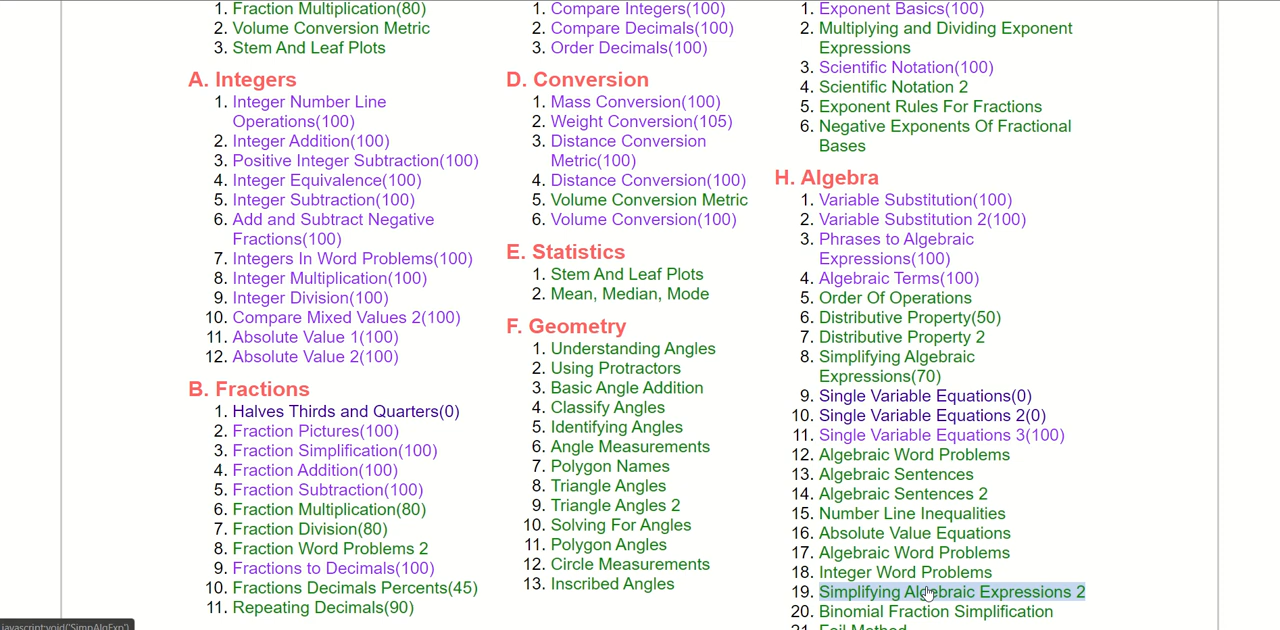 1. Fraction Multiplication(80)
2. Volume Conversion Metric
3. Stem And Leaf Plots
A. Integers
1. Integer Number Line
Operations(100)
2. Integer Addition(100)
3. Positive Integer Subtraction(100)
4. Integer Equivalence(100)
5. Integer Subtraction(100)
6. Add and Subtract Negative
Fractions(100)
7. Integers In Word Problems(100)
8. Integer Multiplication(100)
9. Integer Division(100)
10. Compare Mixed Values 2(100)
11. Absolute Value 1(100)
12. Absolute Value 2(100)
B. Fractions
1. Halves Thirds and Quarters(0)
2. Fraction Pictures(100)
3. Fraction Simplification(100)
4. Fraction Addition(100)
5. Fraction Subtraction(100)
6. Fraction Multiplication(80)
7. Fraction Division(80)
8. Fraction Word Problems 2
9. Fractions to Decimals(100)
10. Fractions Decimals Percents(45)
11. Repeating Decimals(90)
1. Compare Integers(100)
2. Compare Decimals(100)
3. Order Decimals(100)
D. Conversion
1. Mass Conversion(100)
2. Weight Conversion(105)
3. Distance Conversion
Metric(100)
4. Distance Conversion(100)
5. Volume Conversion Metric
6. Volume Conversion(100)
E. Statistics
1. Stem And Leaf Plots
2. Mean, Median, Mode
F. Geometry
1. Understanding Angles
2. Using Protractors
3. Basic Angle Addition
4. Classify Angles
5. Identifying Angles
6. Angle Measurements
7. Polygon Names
8. Triangle Angles
9. Triangle Angles 2
10. Solving For Angles
11. Polygon Angles
12. Circle Measurements
13. Inscribed Angles
1. Exponent Basics(100)
2. Multiplying and Dividing Exponent
Expressions
3. Scientific Notation(100)
4. Scientific Notation 2
5. Exponent Rules For Fractions
6. Negative Exponents Of Fractional
Bases
H. Algebra
1. Variable Substitution(100)
2. Variable Substitution 2(100)
3. Phrases to Algebraic
Expressions(100)
4. Algebraic Terms(100)
5. Order Of Operations
6. Distributive Property(50)
7. Distributive Property 2
8. Simplifying Algebraic
Expressions(70)
9. Single Variable Equations(0)
10. Single Variable Equations 2(0)
11. Single Variable Equations 3(100)
12. Algebraic Word Problems
13. Algebraic Sentences
14. Algebraic Sentences 2
15. Number Line Inequalities
16. Absolute Value Equations
17. Algebraic Word Problems
18. Integer Word Problems
19. Simplifying Algebraic Expressions 2
20. Binomial Fraction Simplification
21. Foil Method
javascript:void('SimpAlgExp')